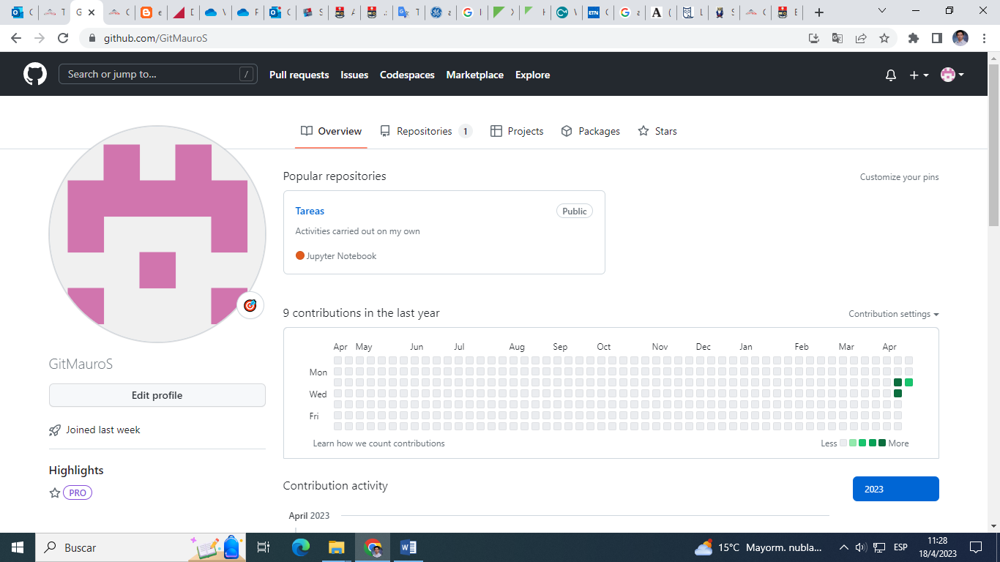 github.com/GitMauroS
Search or jump to...
/
Pull requests
Issues
Codespaces
Marketplace
Explore
Overview
Repositories 1
Projects
Packages
Stars
Popular repositories
Customize your pins
Tareas
Public
Activities carried out on my own
Jupyter Notebook
9 contributions in the last year
Contribution settings
Apr May Jun Jul Aug Sep Oct Nov Dec Jan Feb Mar Apr
Mon
Wed
Fri
Learn how we count contributions
Less
More
GitMauroS
Edit profile
Joined last week
Highlights
PRO
Contribution activity
2023
April 2023
Buscar
15°C Mayorm. nubla...
ESP
11:28
18/4/2023